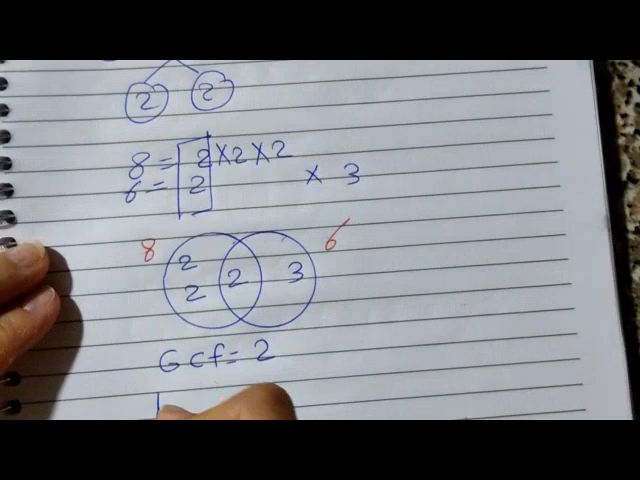 2 2
8 = 2 x 2 x 2
6 = 2 x 3
8 6
2
2 2 3
GCf = 2